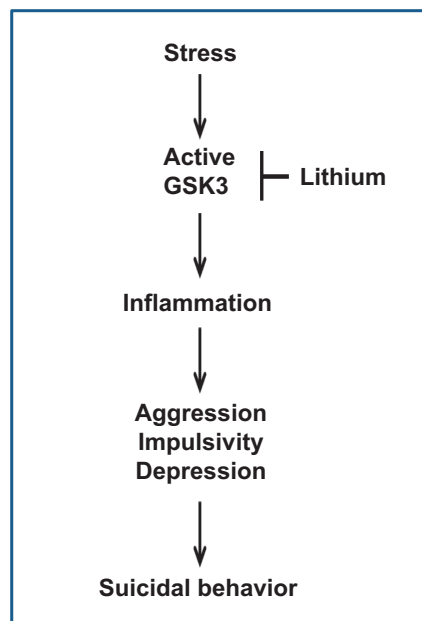 Stress
Active
GSK3
Lithium
Inflammation
Aggression
Impulsivity
Depression
Suicidal behavior